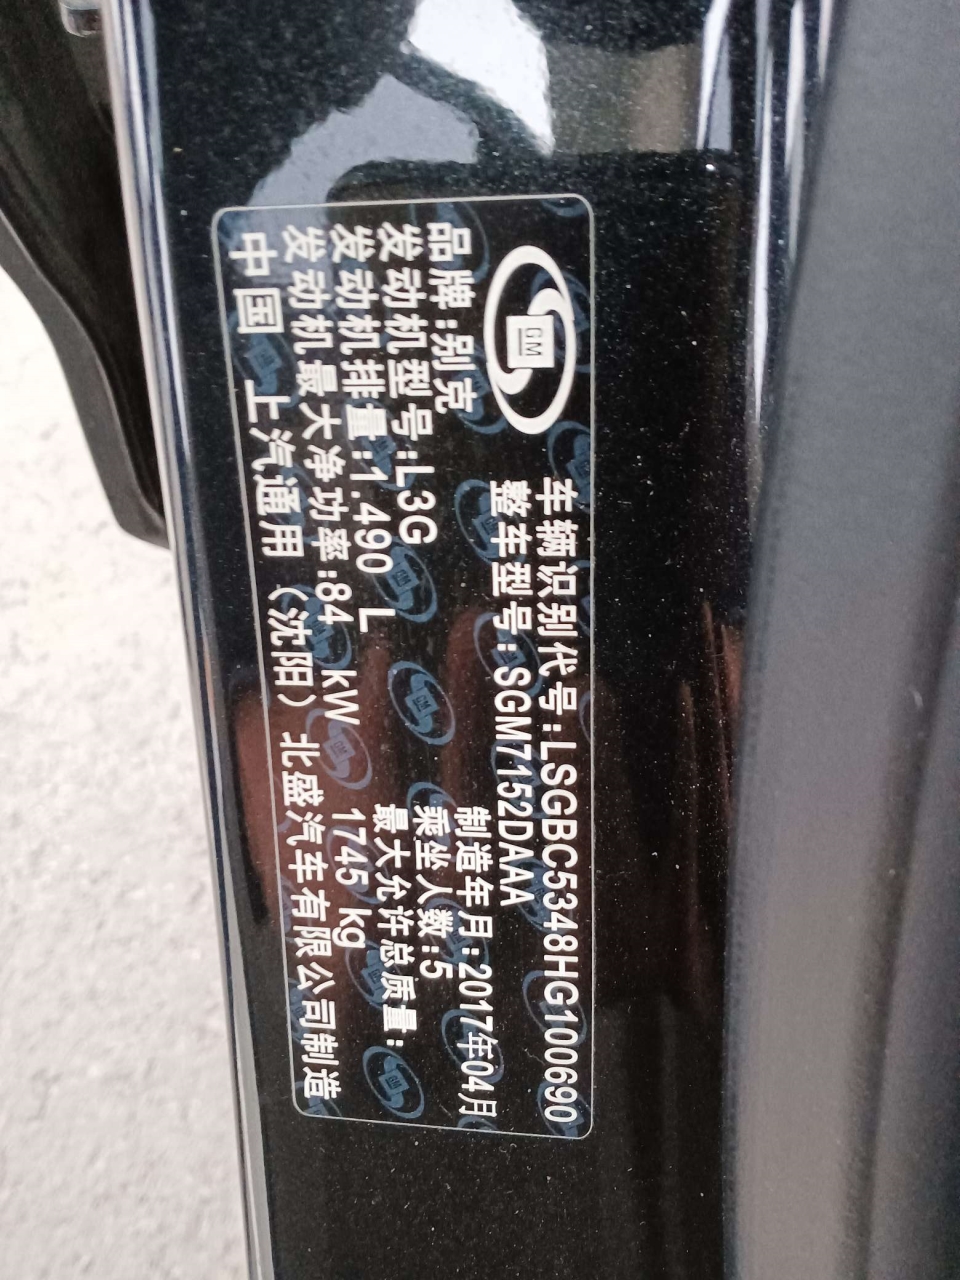 GM
车辆识别代号:LSGBC5348HG100690
整车型号:SGM7152DAAA
品牌:别克
制造年月:2017年04月
发动机型号:L3G
乘坐人数:5
发动机排量:1.490 L
最大允许总质量:
发动机最大净功率:84 kW
1745 kg
中国 上汽通用（沈阳）北盛汽车有限公司制造